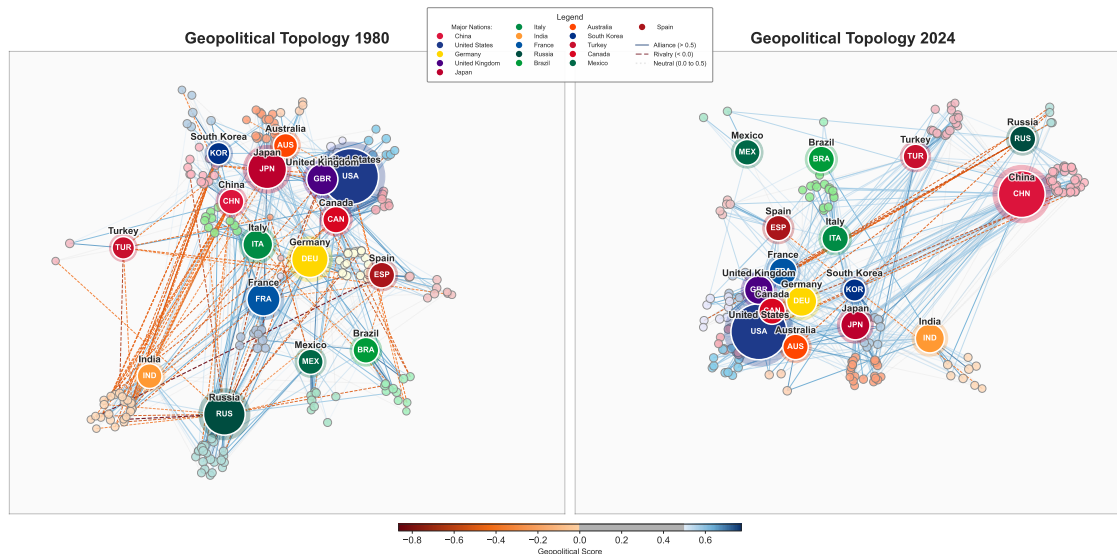 Geopolitical Topology 1980
Geopolitical Topology 2024
Legend
Major Nations:
China
United States
Germany
United Kingdom
Japan
Italy
India
France
Russia
Brazil
Australia
South Korea
Turkey
Canada
Mexico
Spain
Alliance (> 0.5)
Rivalry (< 0.0)
Neutral (0.0 to 0.5)
South Korea
KOR
Australia
AUS
Japan
JPN
United Kingdom
GBR
United States
USA
China
CHN
Canada
CAN
Turkey
TUR
Italy
ITA
Germany
DEU
Spain
ESP
France
FRA
India
IND
Mexico
MEX
Brazil
BRA
Russia
RUS
Mexico
MEX
Brazil
BRA
Turkey
TUR
Russia
RUS
China
CHN
Spain
ESP
Italy
ITA
France
United Kingdom
GBR
Canada
CAN
Germany
DEU
South Korea
KOR
United States
USA
Australia
AUS
Japan
JPN
India
IND
−0.8 −0.6 −0.4 −0.2 0.0 0.2 0.4 0.6
Geopolitical Score